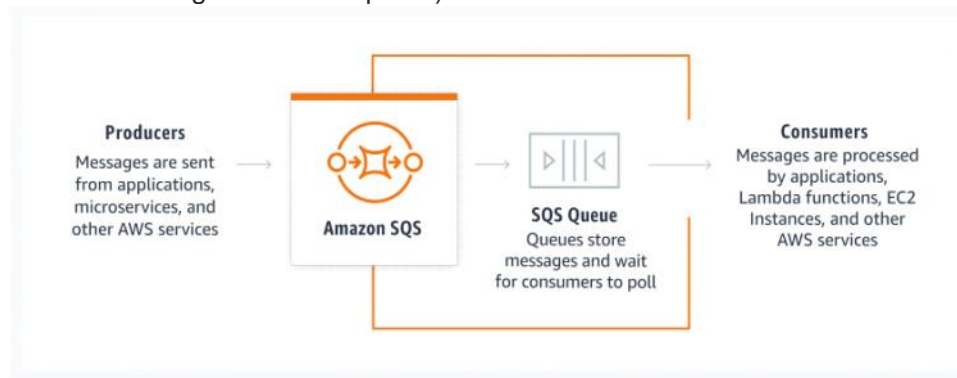 Producers
Messages are sent
from applications,
microservices, and
other AWS services
Amazon SQS
SQS Queue
Queues store
messages and wait
for consumers to poll
Consumers
Messages are processed
by applications,
Lambda functions, EC2
Instances, and other
AWS services